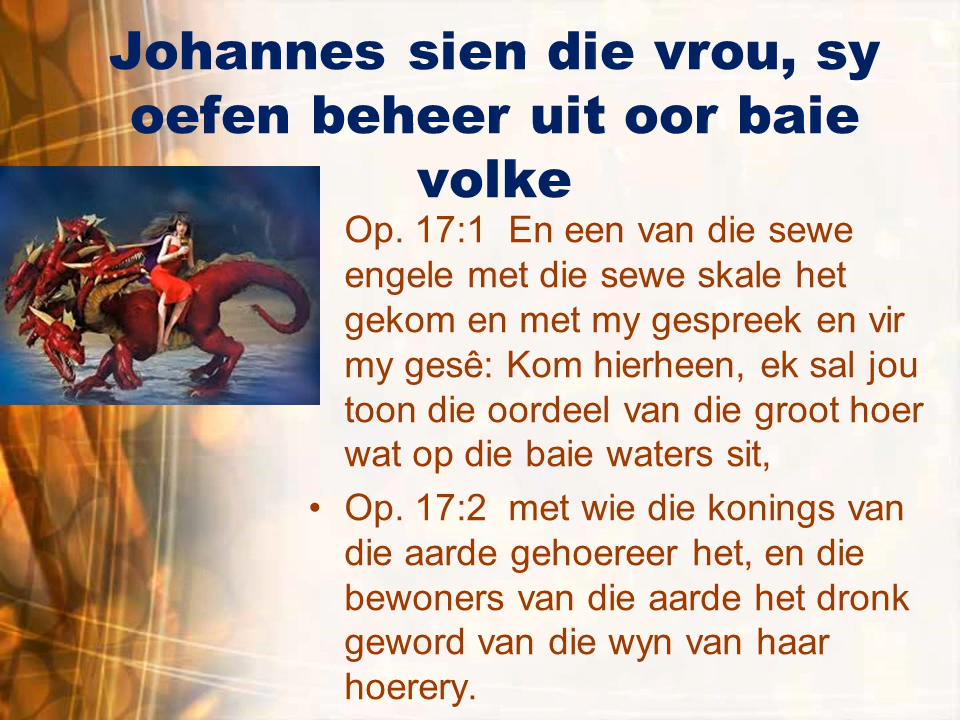 Johannes sien die vrou, sy
oefen beheer uit oor baie
volke
Op. 17:1  En een van die sewe
engele met die sewe skale het
gekom en met my gespreek en vir
my gesê: Kom hierheen, ek sal jou
toon die oordeel van die groot hoer
wat op die baie waters sit,
• Op. 17:2  met wie die konings van
die aarde gehoereer het, en die
bewoners van die aarde het dronk
geword van die wyn van haar
hoerery.